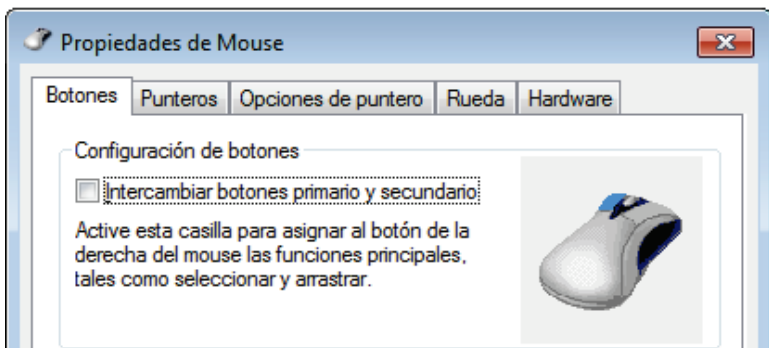 Propiedades de Mouse
Botones Punteros Opciones de puntero Rueda Hardware
Configuración de botones
Intercambiar botones primario y secundario
Active esta casilla para asignar al botón de la
derecha del mouse las funciones principales,
tales como seleccionar y arrastrar.